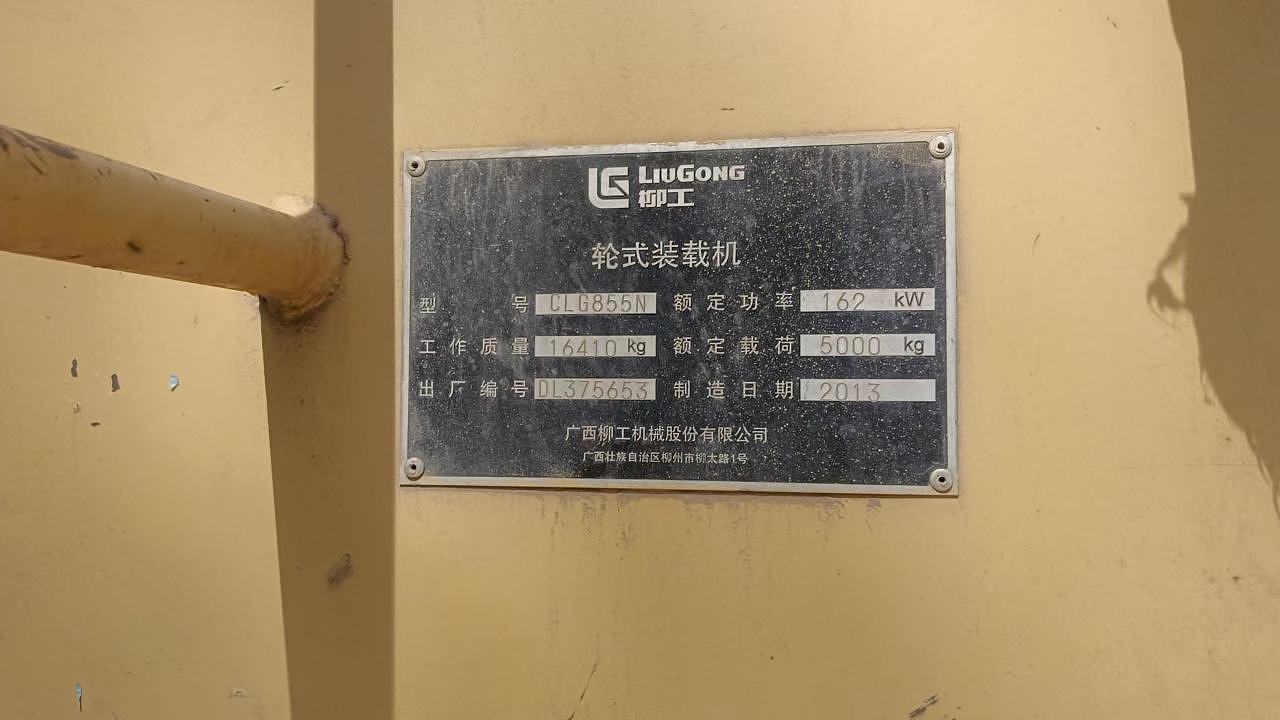 LG LIUGONG
柳工
轮式装载机
型号 CLG855N 额定功率 162 kW
工作质量 16410 kg 额定载荷 5000 kg
出厂编号 DL375653 制造日期 2013
广西柳工机械股份有限公司
广西壮族自治区柳州市柳太路1号